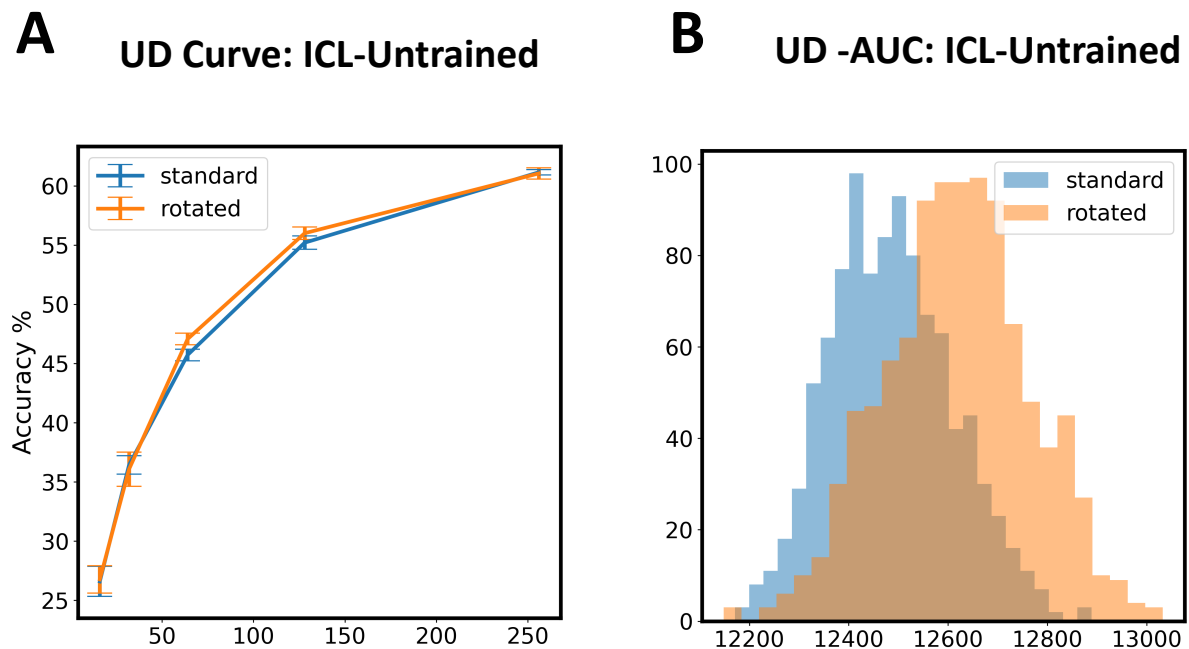 A
UD Curve: ICL-Untrained
standard
rotated
60
55
50
45
40
35
30
25
Accuracy %
50 100 150 200 250
B
UD -AUC: ICL-Untrained
standard
rotated
100
80
60
40
20
0
12200 12400 12600 12800 13000